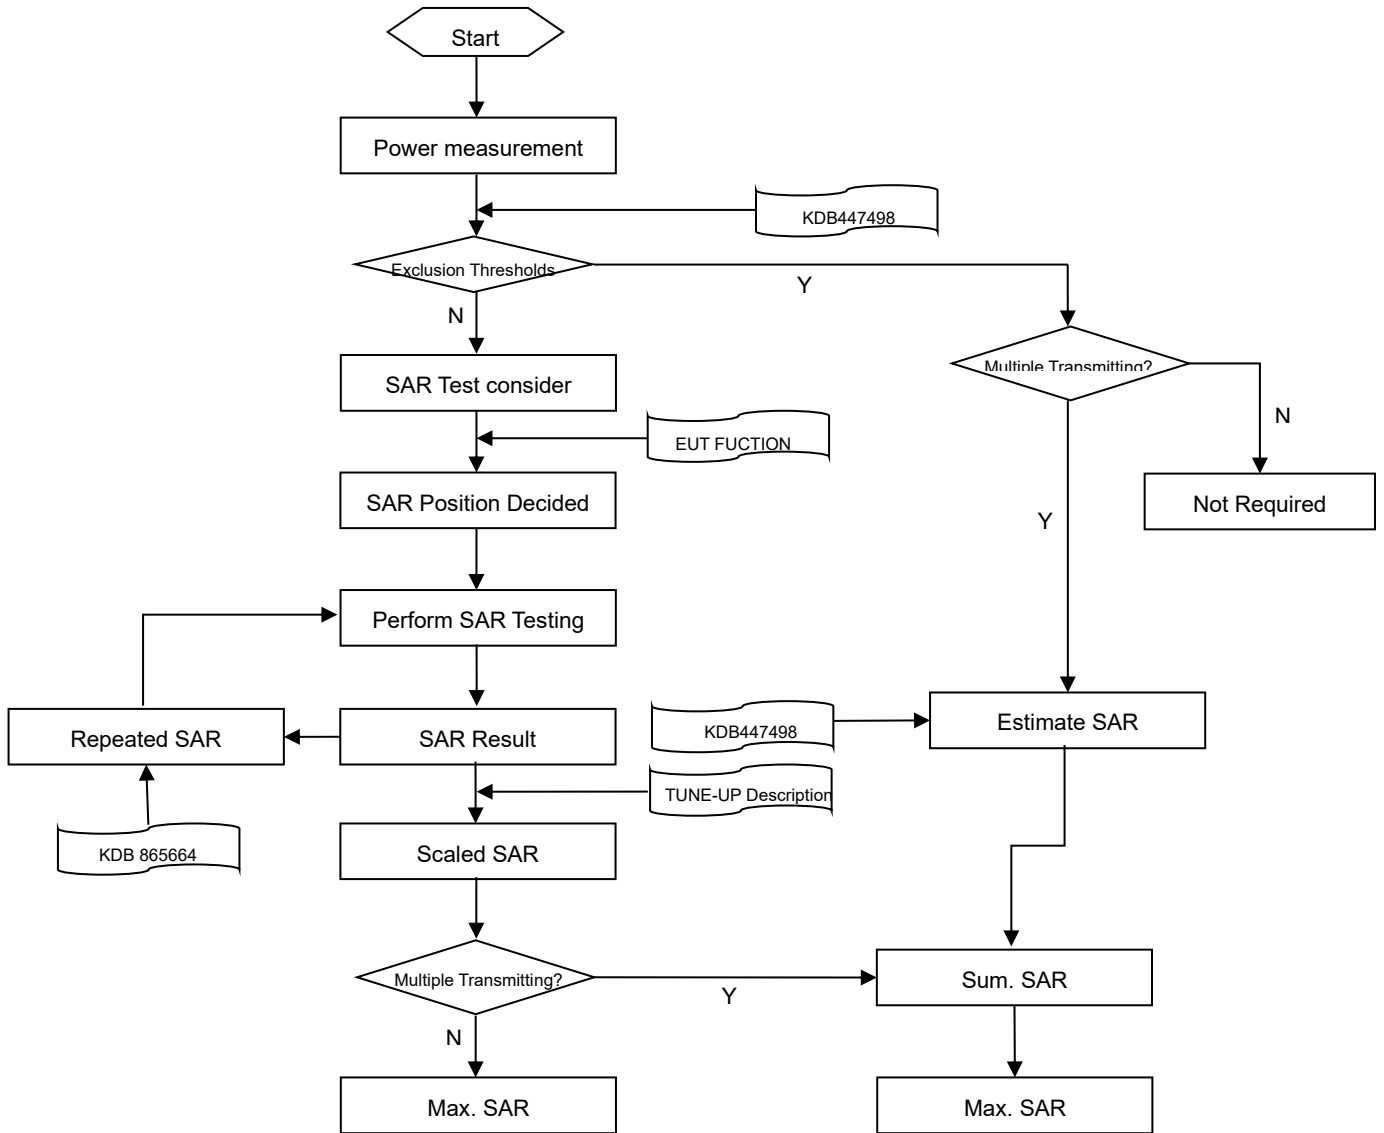 Start
Power measurement
KDB447498
Exclusion Thresholds
Y
N
Multiple Transmitting?
SAR Test consider
N
EUT FUCTION
SAR Position Decided
Not Required
Y
Perform SAR Testing
Repeated SAR
SAR Result
KDB447498
Estimate SAR
TUNE-UP Description
KDB 865664
Scaled SAR
Multiple Transmitting?
Y
Sum. SAR
N
Max. SAR
Max. SAR